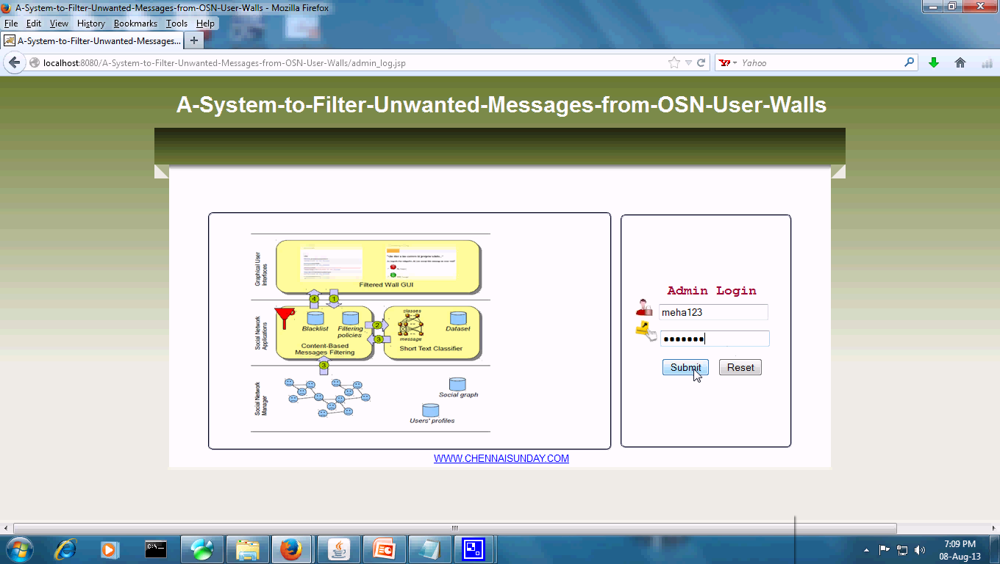 A-System-to-Filter-Unwanted-Messages-from-OSN-User-Walls - Mozilla Firefox
File Edit View History Bookmarks Tools Help
A-System-to-Filter-Unwanted-Messages... +
localhost:8080/A-System-to-Filter-Unwanted-Messages-from-OSN-User-Walls/admin_log.jsp
Yahoo
A-System-to-Filter-Unwanted-Messages-from-OSN-User-Walls
Graphical User
Interfaces
Filtered Wall GUI
4 1
Social Network
Applications
Blacklist
Filtering
policies
Content-Based
Messages Filtering
2
3
classes
message
Dataset
Short Text Classifier
3
Social Network
Manager
Social graph
Users' profiles
Admin Login
meha123
•••••••
Submit Reset
WWW.CHENNAISUNDAY.COM
7:09 PM
08-Aug-13